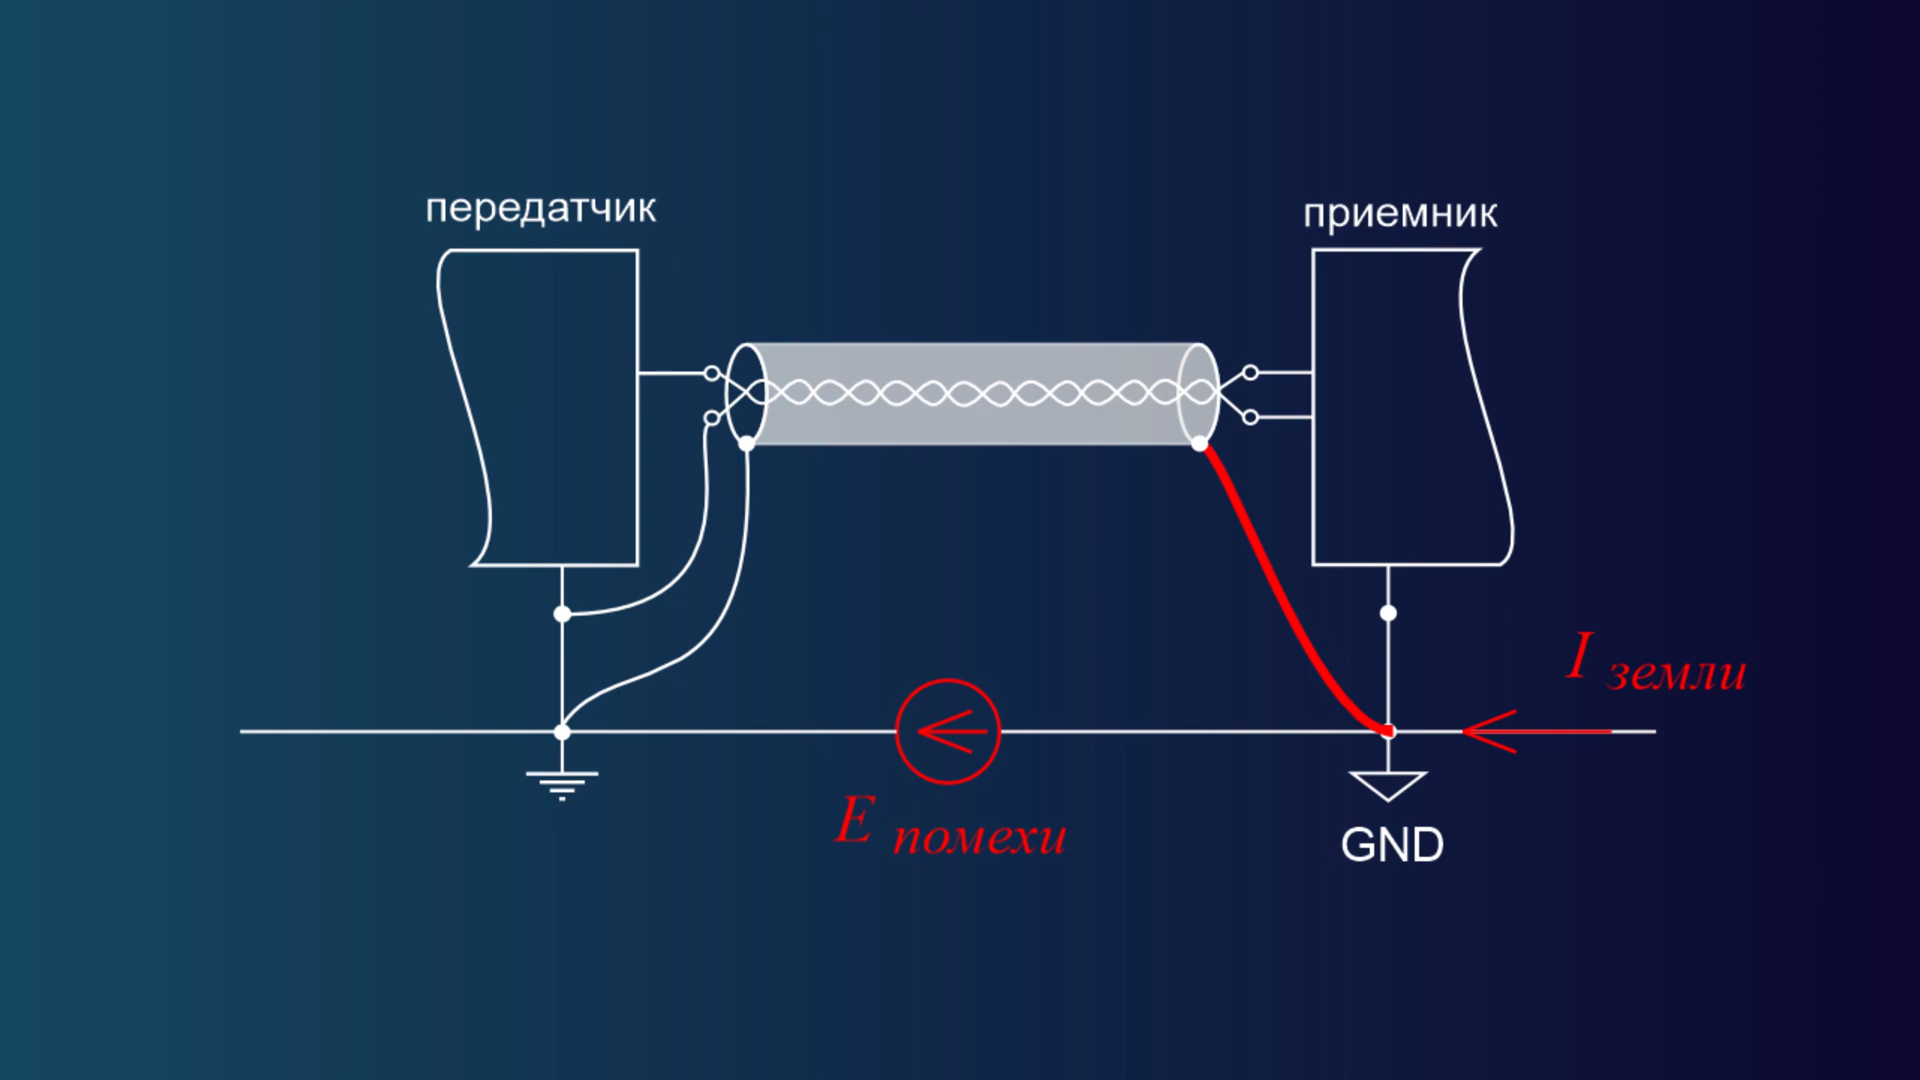 передатчик
приемник
I земли
E помехи
GND